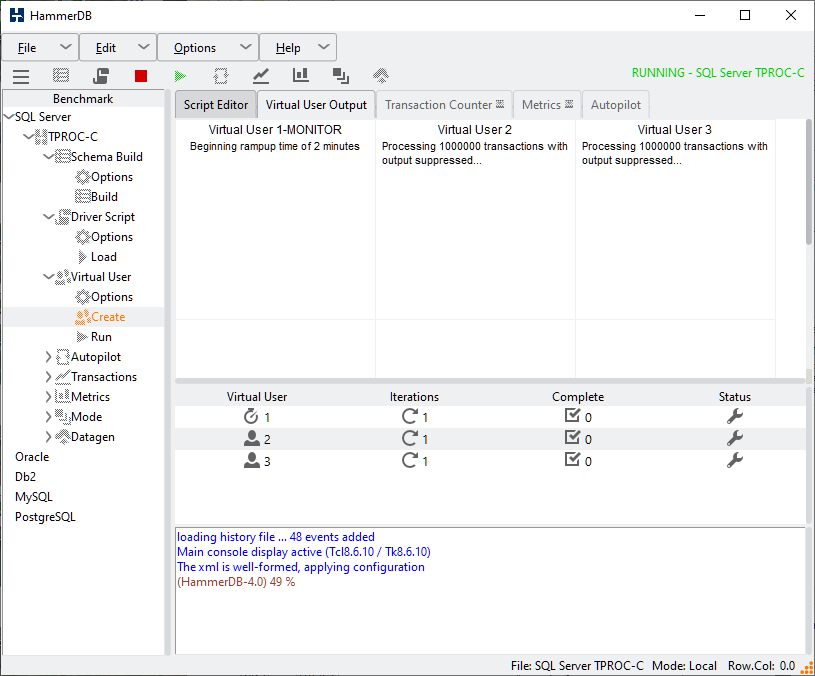 HammerDB
File Edit Options Help
RUNNING - SQL Server TPROC-C
Benchmark
SQL Server
TPROC-C
Schema Build
Options
Build
Driver Script
Options
Load
Virtual User
Options
Create
Run
Autopilot
Transactions
Metrics
Mode
Datagen
Oracle
Db2
MySQL
PostgreSQL
Script Editor Virtual User Output Transaction Counter Metrics Autopilot
Virtual User 1-MONITOR
Beginning rampup time of 2 minutes
Virtual User 2
Processing 1000000 transactions with
output suppressed...
Virtual User 3
Processing 1000000 transactions with
output suppressed...
Virtual User Iterations Complete Status
1 1 0
2 1 0
3 1 0
loading history file ... 48 events added
Main console display active (Tcl8.6.10 / Tk8.6.10)
The xml is well-formed, applying configuration
(HammerDB-4.0) 49 %
File: SQL Server TPROC-C Mode: Local Row.Col: 0.0